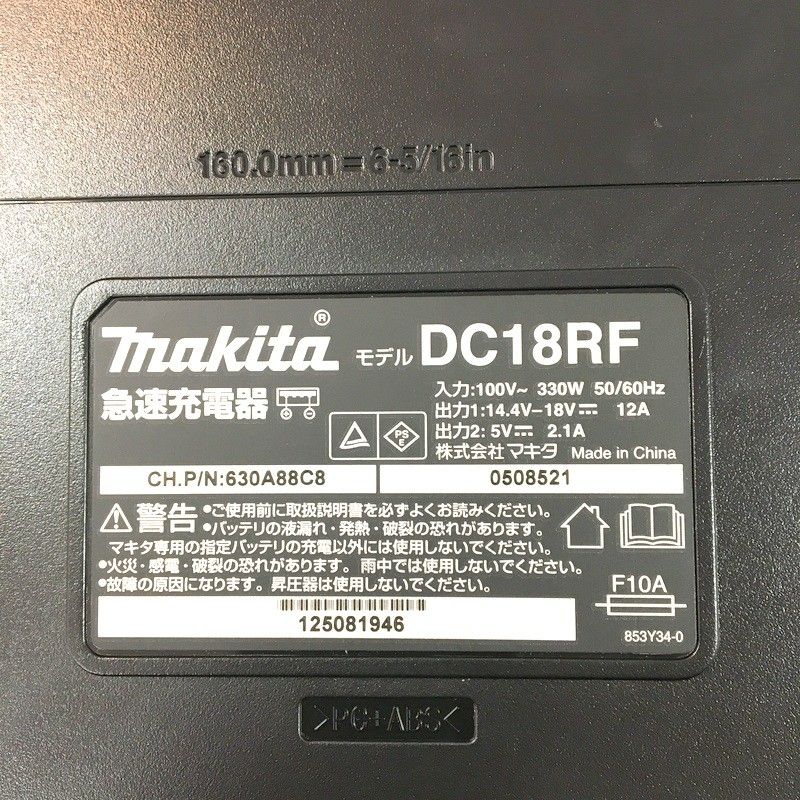 160.0mm = 6-5/16in
makita® モデル DC18RF
急速充電器
入力:100V~ 330W 50/60Hz
出力1:14.4V-18V⎓ 12A
出力2: 5V⎓ 2.1A
株式会社 マキタ Made in China
PS E
CH.P/N:630A88C8 0508521
警告 •ご使用前に取扱説明書を必ずよくお読みください。
•バッテリの液漏れ・発熱・破裂の恐れがあります。
マキタ専用の指定バッテリの充電以外には使用しないでください。
•火災・感電・破裂の恐れがあります。雨中では使用しないでください。
•故障の原因になります。昇圧器は使用しないでください。
F10A
125081946
853Y34-0
>PC+ABS<